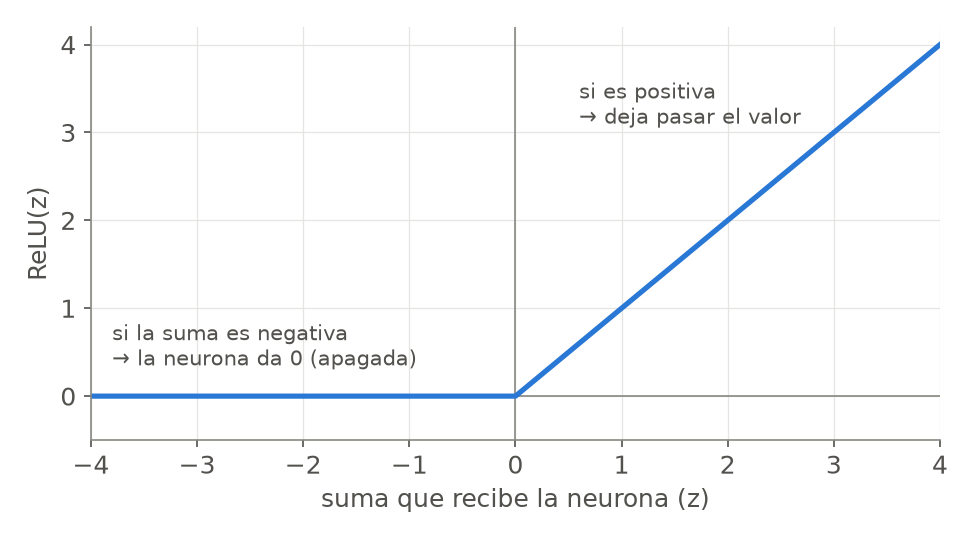 4
3
2
1
0
ReLU(z)
si es positiva
→ deja pasar el valor
si la suma es negativa
→ la neurona da 0 (apagada)
−4 −3 −2 −1 0 1 2 3 4
suma que recibe la neurona (z)